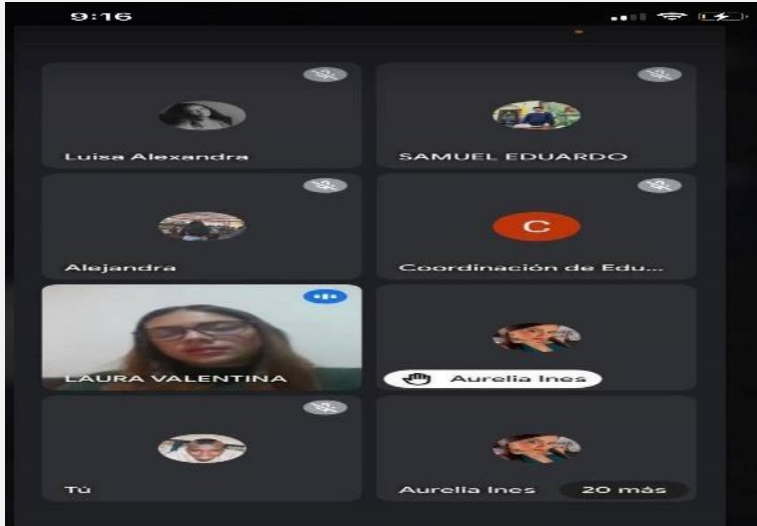 9:16
Luisa Alexandra
SAMUEL EDUARDO
Alejandra
C
Coordinación de Edu...
LAURA VALENTINA
Aurelia Ines
Tú
Aurelia Ines
20 más